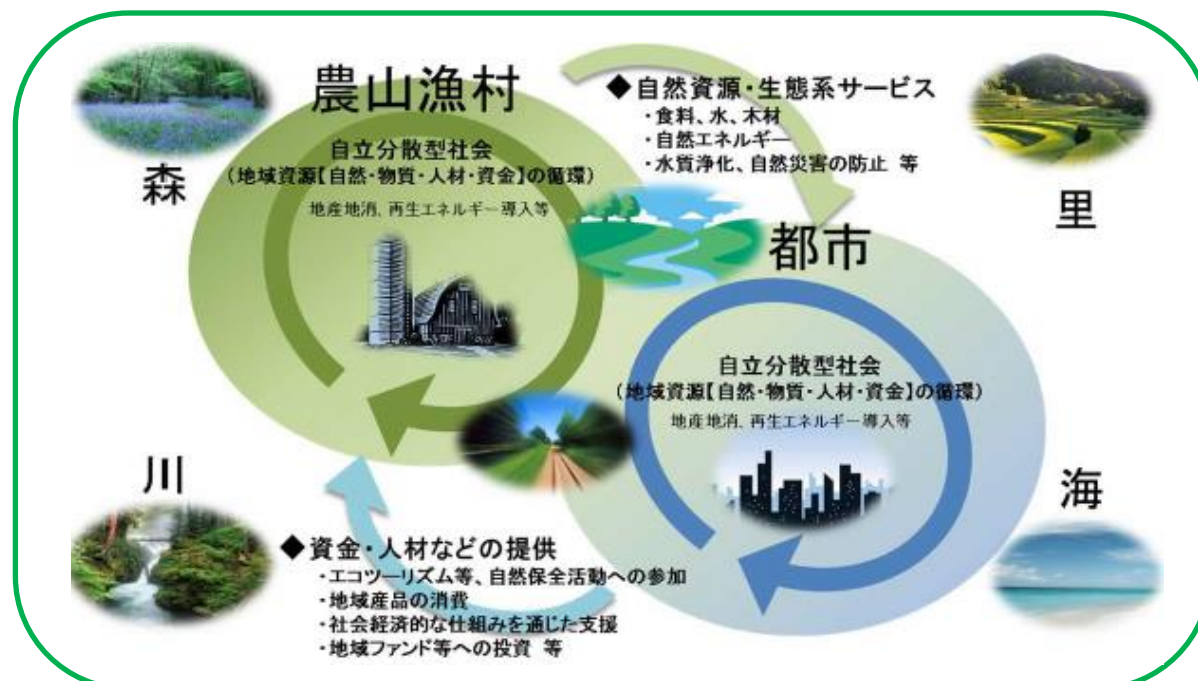 農山漁村
自立分散型社会
(地域資源【自然・物質・人材・資金】の循環)
地産地消、再生エネルギー導入等
森
◆自然資源・生態系サービス
・食料、水、木材
・自然エネルギー
・水質浄化、自然災害の防止 等
里
都市
自立分散型社会
(地域資源【自然・物質・人材・資金】の循環)
地産地消、再生エネルギー導入等
川
◆資金・人材などの提供
・エコツーリズム等、自然保全活動への参加
・地域産品の消費
・社会経済的な仕組みを通じた支援
・地域ファンド等への投資 等
海